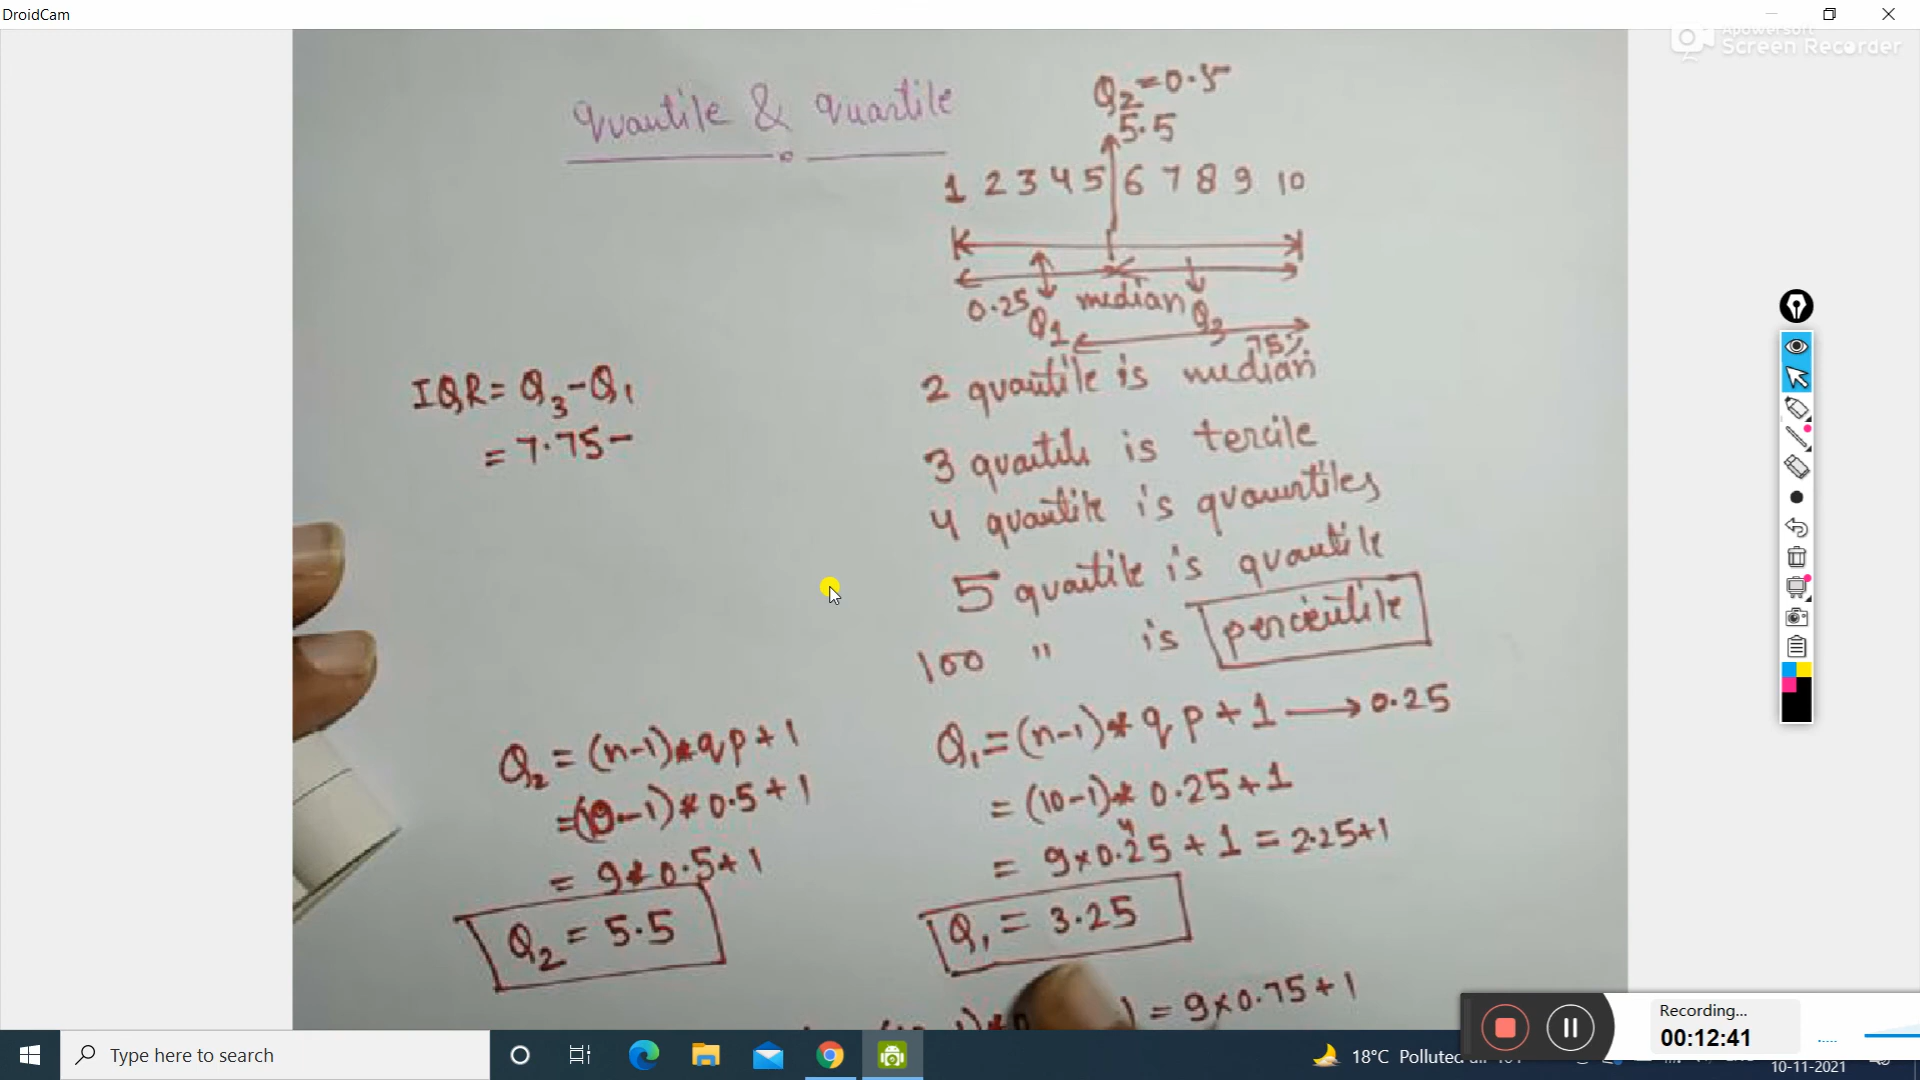 DroidCam
Apowersoft
Screen Recorder
quantile & quartile
Q2=0.5
5.5
1 2 3 4 5 6 7 8 9 10
0.25 median
Q1 Q3
75%
2 quantile is median
IQR = Q3-Q1
= 7.75-
3 quantile is tercile
4 quantile is quauntiles
5 quantile is quantile
100 " is percentile
Q2 = (n-1)*qp+1
=(10-1)*0.5+1
= 9*0.5+1
Q2 = 5.5
Q1=(n-1)*qp+1→0.25
= (10-1)* 0.25+1
= 9×0.25+1 = 2.25+1
Q1 = 3.25
= 9×0.75+1
Recording...
00:12:41
Type here to search
18°C Polluted
10-11-2021